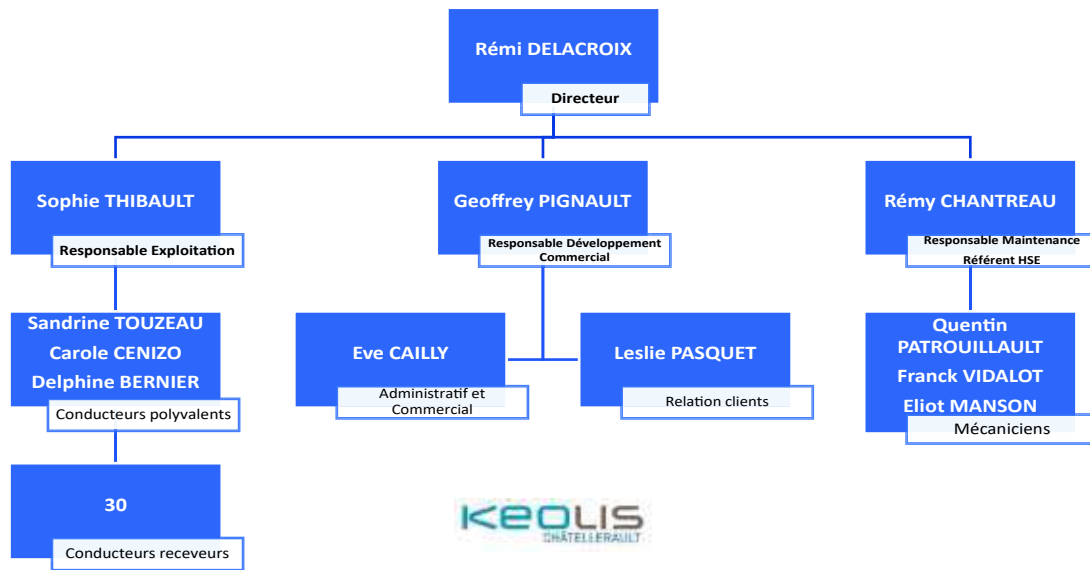 Rémi DELACROIX
Directeur
Sophie THIBAULT
Responsable Exploitation
Geoffrey PIGNAULT
Responsable Développement
Commercial
Rémy CHANTREAU
Responsable Maintenance
Référent HSE
Sandrine TOUZEAU
Carole CENIZO
Delphine BERNIER
Conducteurs polyvalents
Eve CAILLY
Administratif et
Commercial
Leslie PASQUET
Relation clients
Quentin
PATROUILLAULT
Franck VIDALOT
Eliot MANSON
Mécaniciens
30
Conducteurs receveurs
KEOLIS
CHÂTELLERAULT